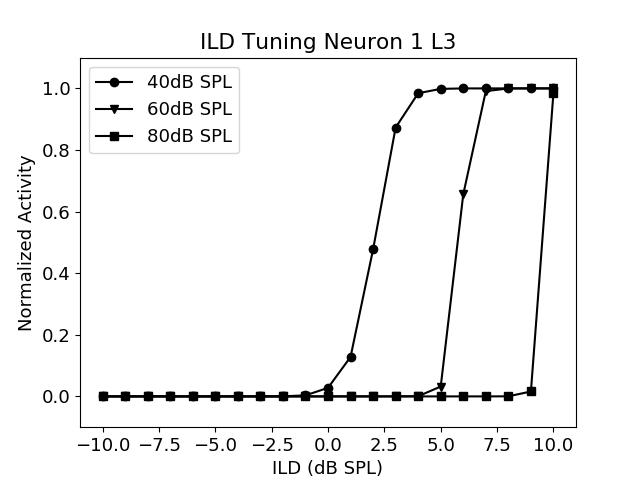 ILD Tuning Neuron 1 L3
40dB SPL
60dB SPL
80dB SPL
Normalized Activity
1.0
0.8
0.6
0.4
0.2
0.0
−10.0 −7.5 −5.0 −2.5 0.0 2.5 5.0 7.5 10.0
ILD (dB SPL)